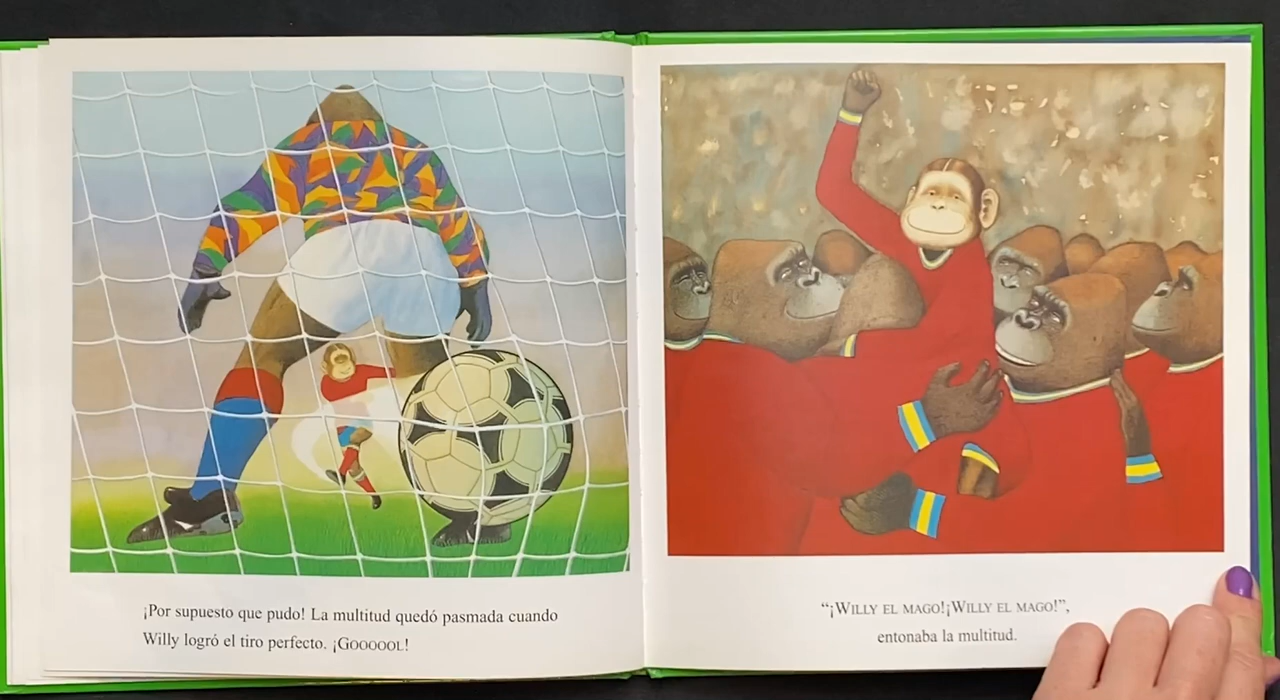 ¡Por supuesto que pudo! La multitud quedó pasmada cuando
Willy logró el tiro perfecto. ¡GOOOOOL!
“¡WILLY EL MAGO!¡WILLY EL MAGO!”,
entonaba la multitud.